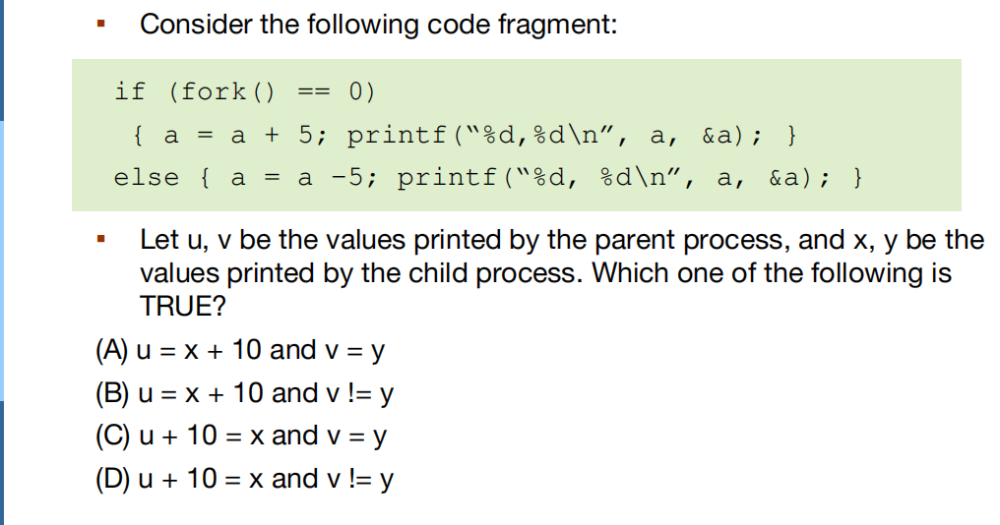 ▪ Consider the following code fragment:
if (fork() == 0)
{ a = a + 5; printf(“%d,%d\n”, a, &a); }
else { a = a –5; printf(“%d, %d\n”, a, &a); }
▪ Let u, v be the values printed by the parent process, and x, y be the
values printed by the child process. Which one of the following is
TRUE?
(A) u = x + 10 and v = y
(B) u = x + 10 and v != y
(C) u + 10 = x and v = y
(D) u + 10 = x and v != y